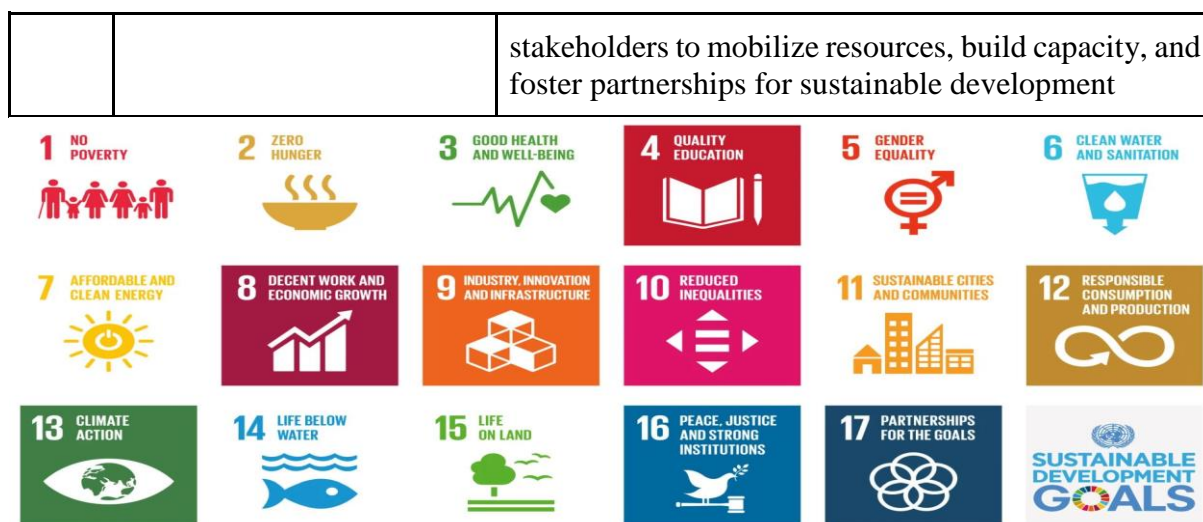 stakeholders to mobilize resources, build capacity, and
foster partnerships for sustainable development
1 NO
POVERTY
2 ZERO
HUNGER
3 GOOD HEALTH
AND WELL-BEING
4 QUALITY
EDUCATION
5 GENDER
EQUALITY
6 CLEAN WATER
AND SANITATION
7 AFFORDABLE AND
CLEAN ENERGY
8 DECENT WORK AND
ECONOMIC GROWTH
9 INDUSTRY, INNOVATION
AND INFRASTRUCTURE
10 REDUCED
INEQUALITIES
11 SUSTAINABLE CITIES
AND COMMUNITIES
12 RESPONSIBLE
CONSUMPTION
AND PRODUCTION
13 CLIMATE
ACTION
14 LIFE BELOW
WATER
15 LIFE
ON LAND
16 PEACE, JUSTICE
AND STRONG
INSTITUTIONS
17 PARTNERSHIPS
FOR THE GOALS
SUSTAINABLE
DEVELOPMENT
GOALS